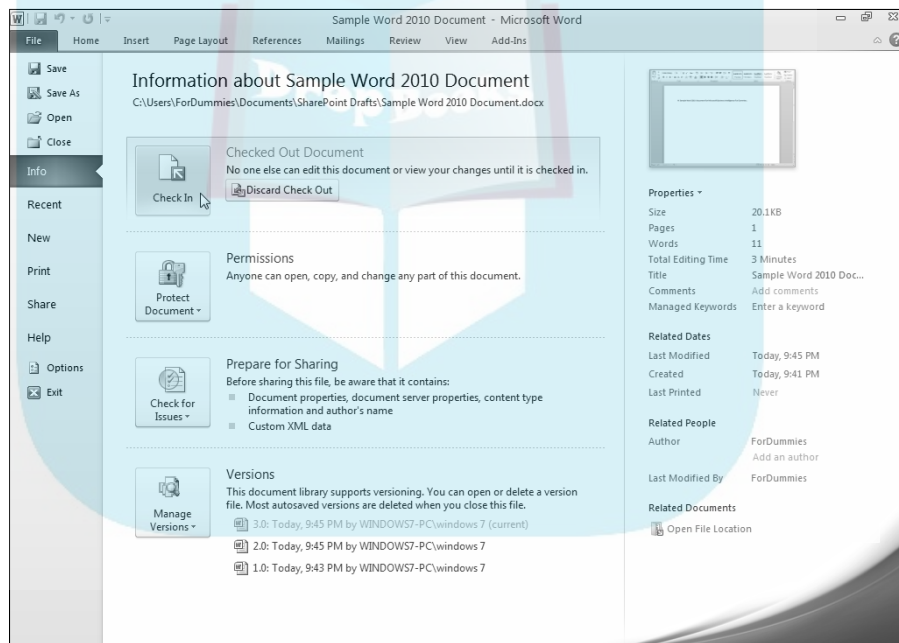 Sample Word 2010 Document - Microsoft Word
File Home Insert Page Layout References Mailings Review View Add-Ins
Save
Save As
Open
Close
Info
Recent
New
Print
Share
Help
Options
Exit
Information about Sample Word 2010 Document
C:\Users\ForDummies\Documents\SharePoint Drafts\Sample Word 2010 Document.docx
Check In
Checked Out Document
No one else can edit this document or view your changes until it is checked in.
Discard Check Out
Protect
Document
Permissions
Anyone can open, copy, and change any part of this document.
Check for
Issues
Prepare for Sharing
Before sharing this file, be aware that it contains:
Document properties, document server properties, content type
information and author's name
Custom XML data
Manage
Versions
Versions
This document library supports versioning. You can open or delete a version
file. Most autosaved versions are deleted when you close this file.
3.0: Today, 9:45 PM by WINDOWS7-PC\windows 7 (current)
2.0: Today, 9:45 PM by WINDOWS7-PC\windows 7
1.0: Today, 9:43 PM by WINDOWS7-PC\windows 7
Properties
Size 20.1KB
Pages 1
Words 11
Total Editing Time 3 Minutes
Title Sample Word 2010 Doc...
Comments Add comments
Managed Keywords Enter a keyword
Related Dates
Last Modified Today, 9:45 PM
Created Today, 9:41 PM
Last Printed Never
Related People
Author ForDummies
Add an author
Last Modified By ForDummies
Related Documents
Open File Location